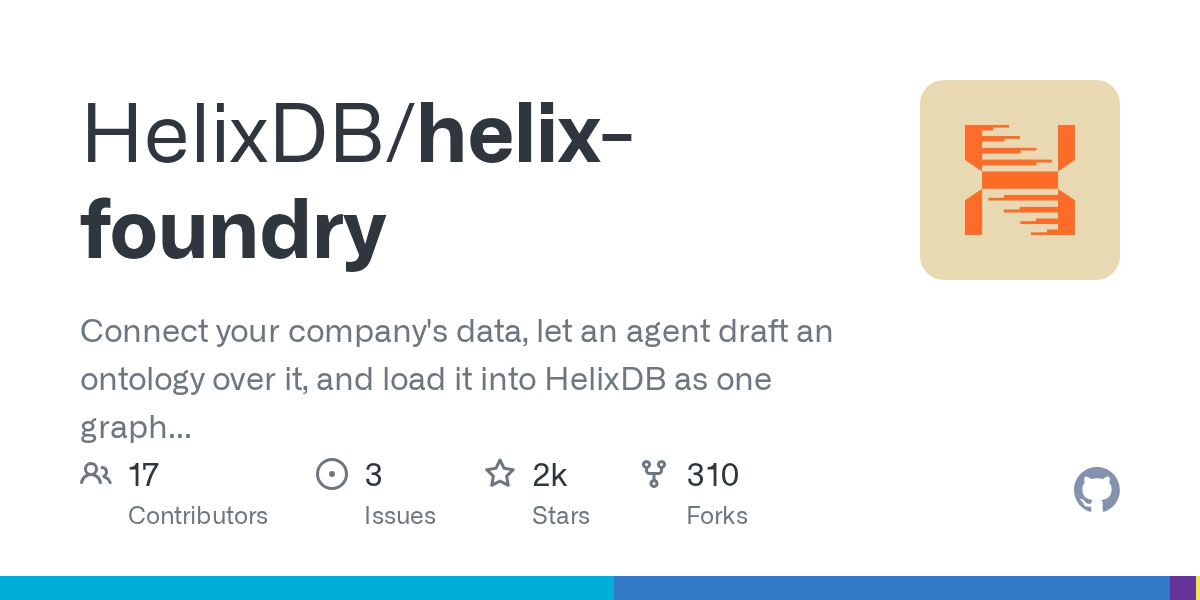 HelixDB/helix-
foundry
Connect your company's data, let an agent draft an
ontology over it, and load it into HelixDB as one
graph...
17
Contributors
3
Issues
2k
Stars
310
Forks